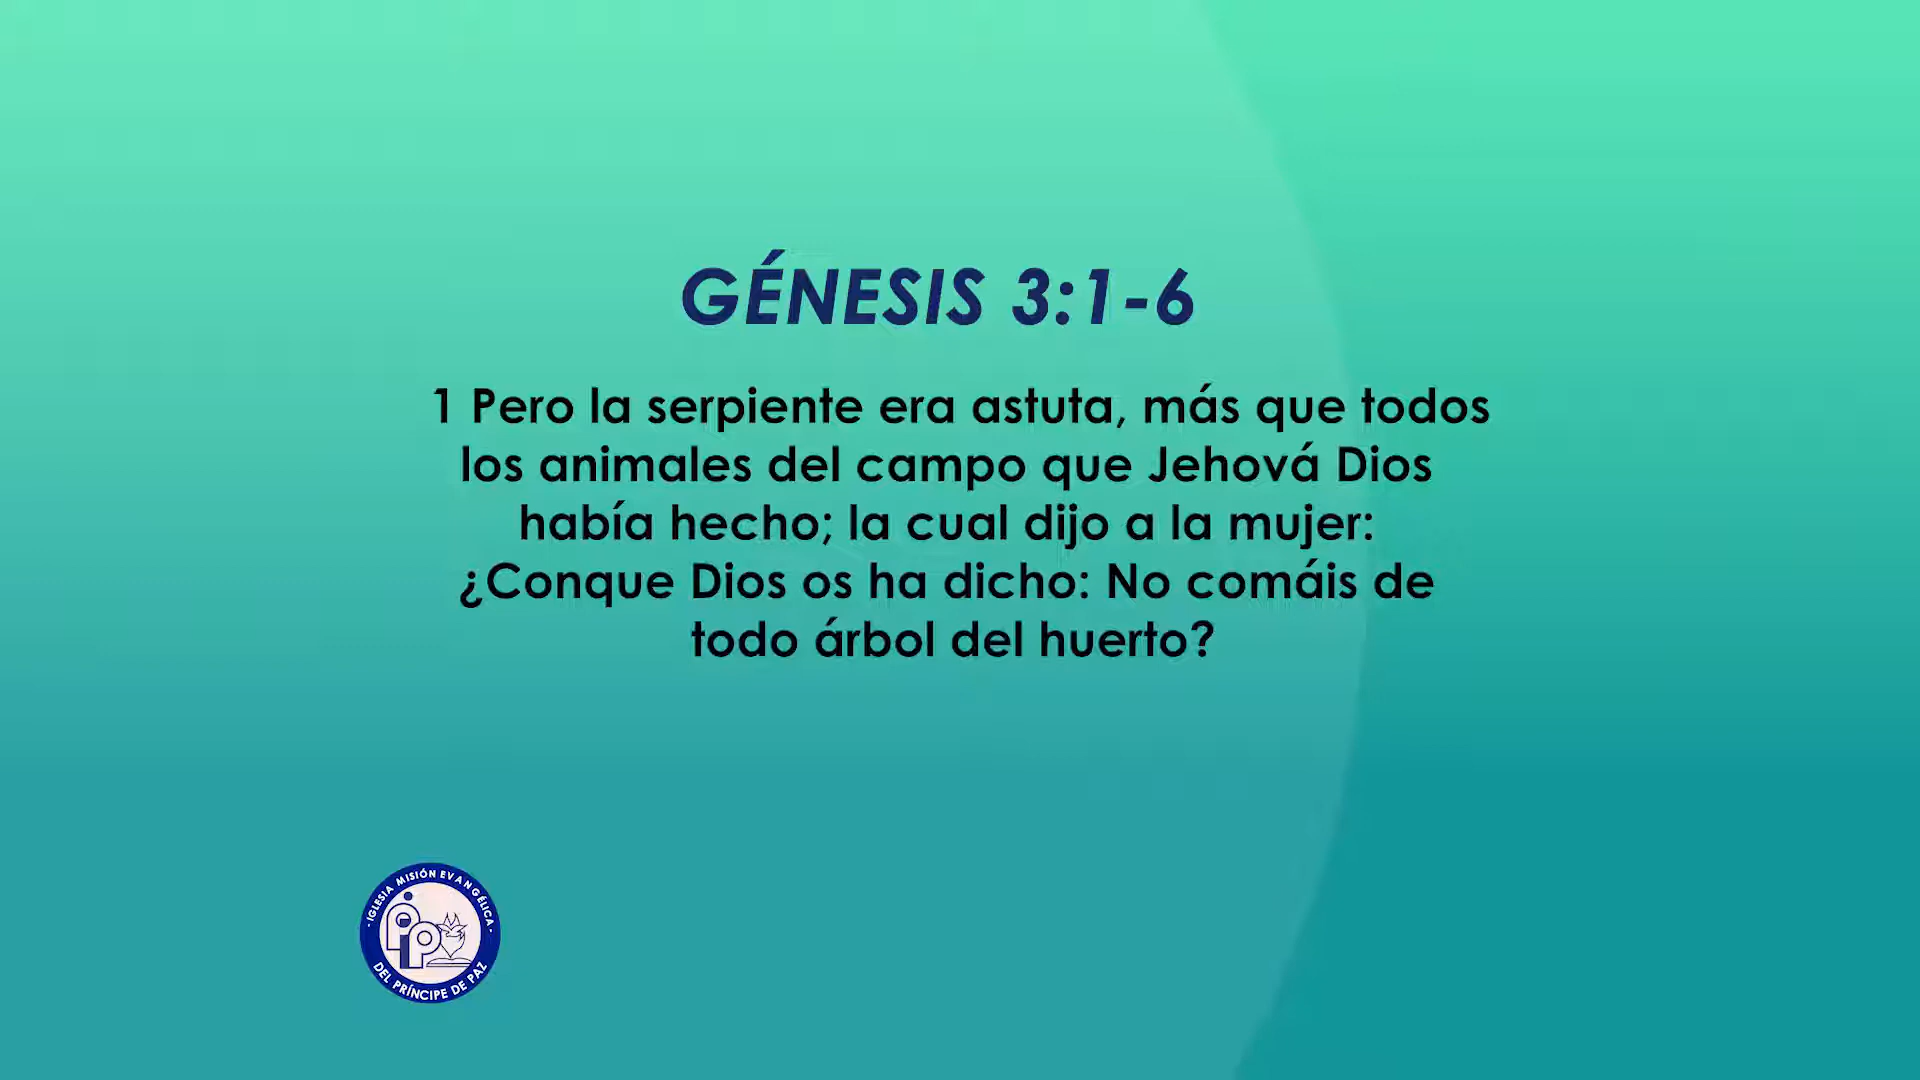 GÉNESIS 3:1-6
1 Pero la serpiente era astuta, más que todos
los animales del campo que Jehová Dios
había hecho; la cual dijo a la mujer:
¿Conque Dios os ha dicho: No comáis de
todo árbol del huerto?
· IGLESIA MISIÓN EVANGÉLICA ·
DEL PRÍNCIPE DE PAZ